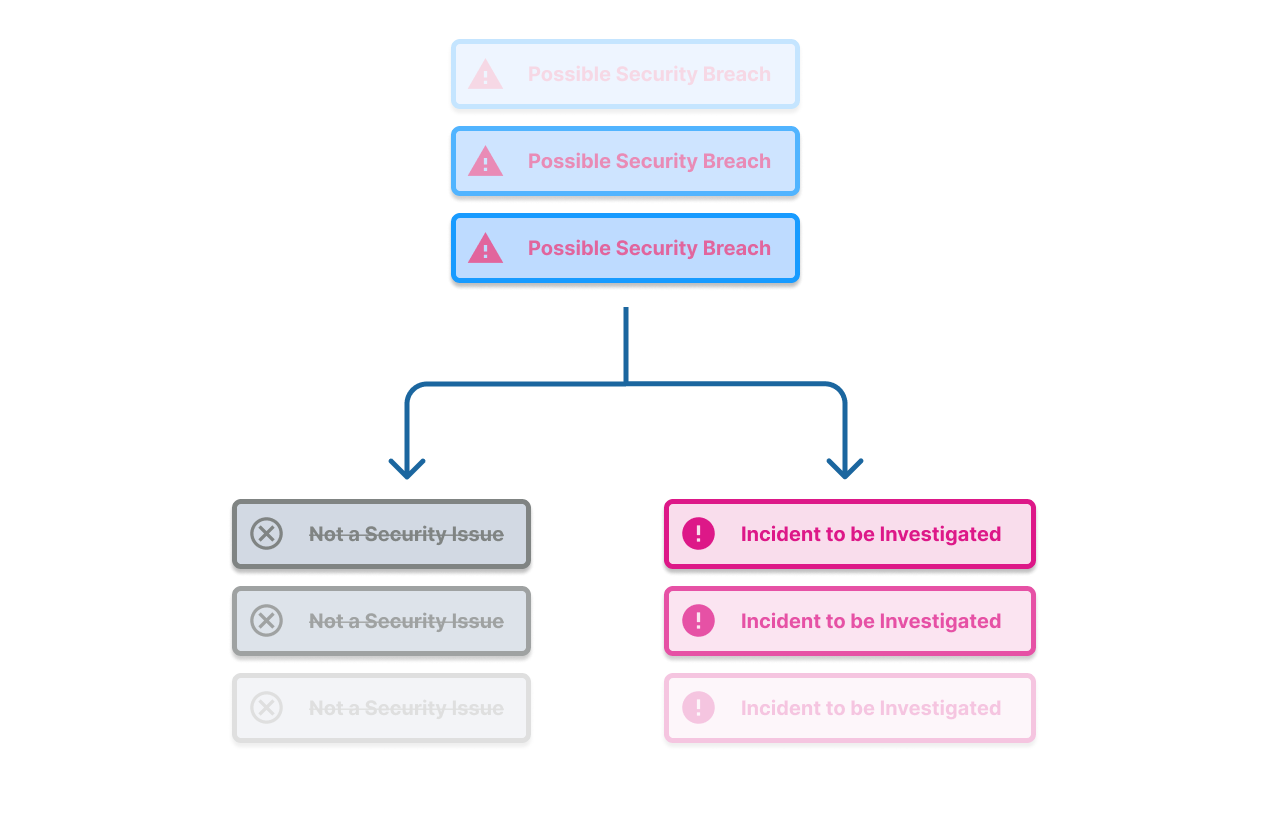 Possible Security Breach
Possible Security Breach
Possible Security Breach
Not a Security Issue
Incident to be Investigated
Not a Security Issue
Incident to be Investigated
Not a Security Issue
Incident to be Investigated